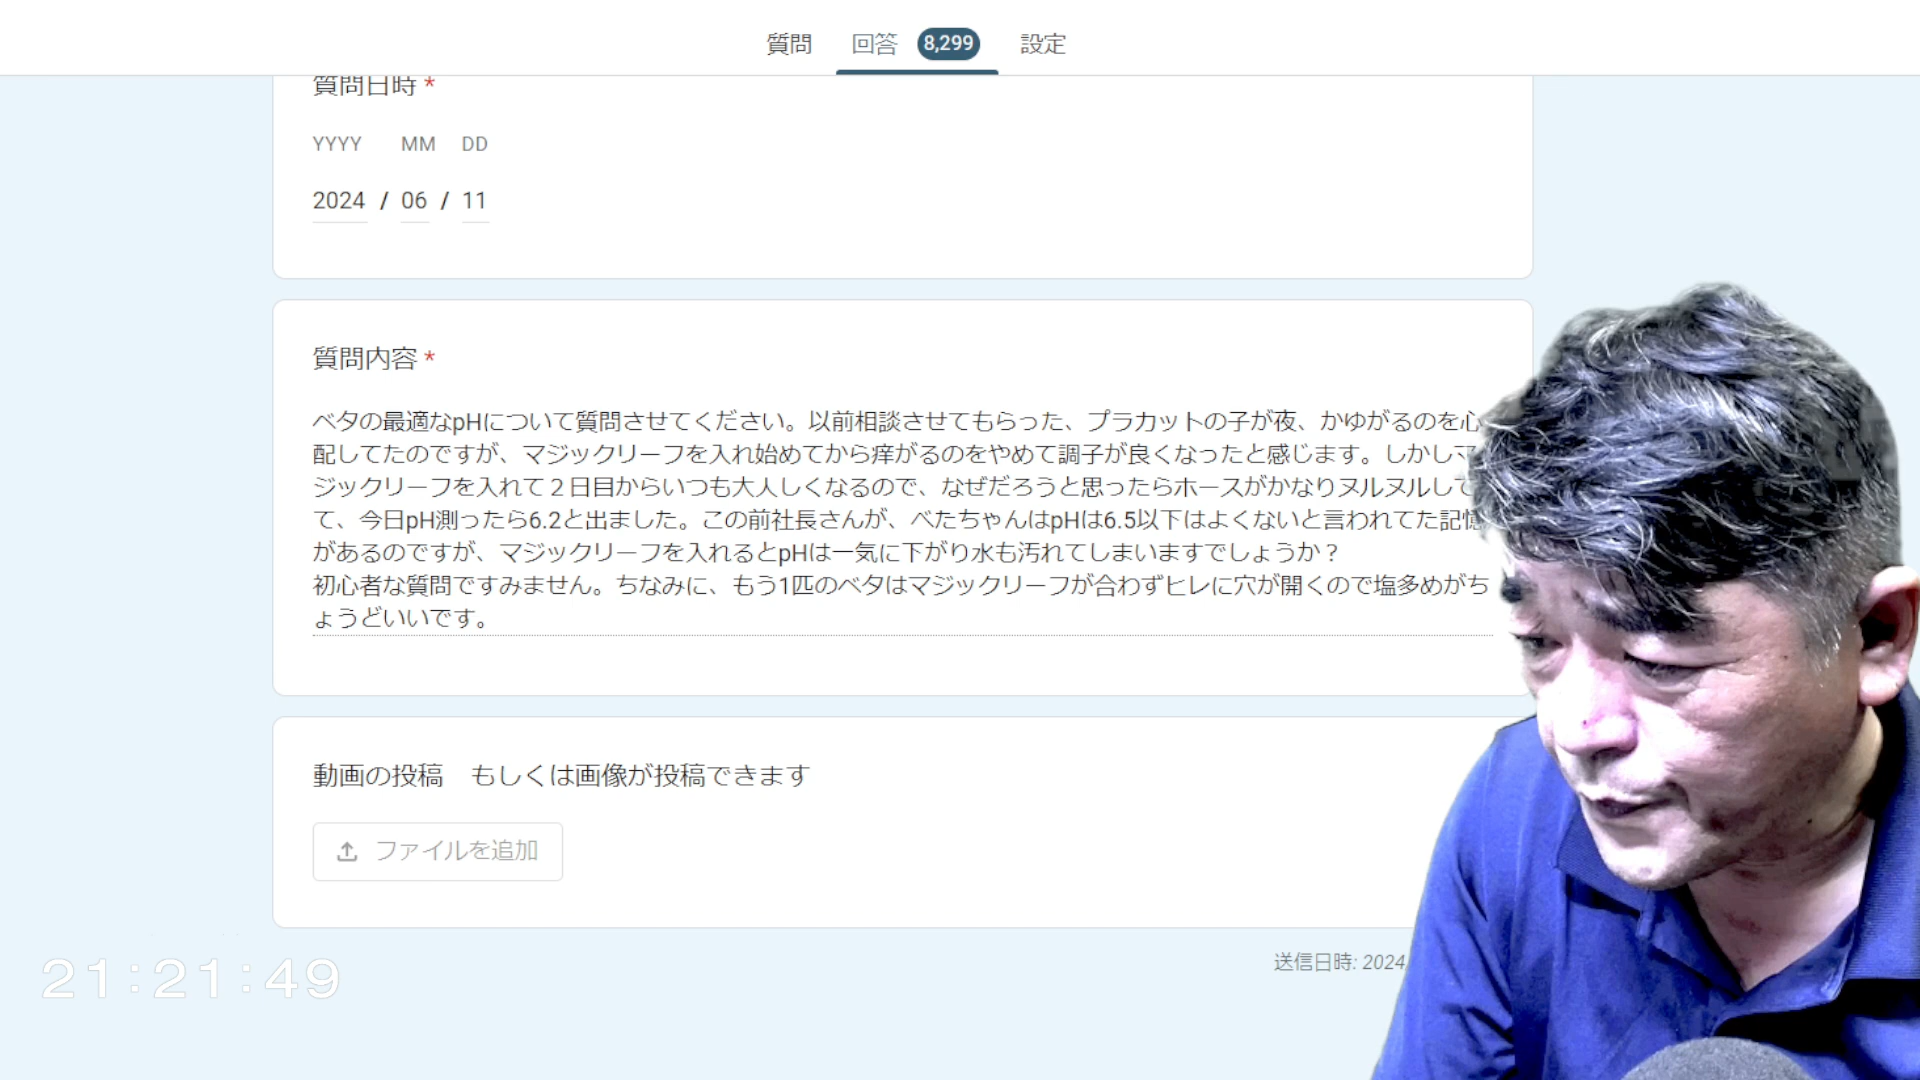 質問
回答
8,299
設定
質問日時 *
YYYY MM DD
2024 / 06 / 11
質問内容 *
ベタの最適なpHについて質問させてください。以前相談させてもらった、プラカットの子が夜、かゆがるのを心
配してたのですが、マジックリーフを入れ始めてから痒がるのをやめて調子が良くなったと感じます。しかしマ
ジックリーフを入れて２日目からいつも大人しくなるので、なぜだろうと思ったらホースがかなりヌルヌルして
て、今日pH測ったら6.2と出ました。この前社長さんが、べたちゃんはpHは6.5以下はよくないと言われてた記憶
があるのですが、マジックリーフを入れるとpHは一気に下がり水も汚れてしまいますでしょうか？
初心者な質問ですみません。ちなみに、もう1匹のベタはマジックリーフが合わずヒレに穴が開くので塩多めがち
ょうどいいです。
動画の投稿　もしくは画像が投稿できます
ファイルを追加
送信日時: 2024
21:21:49